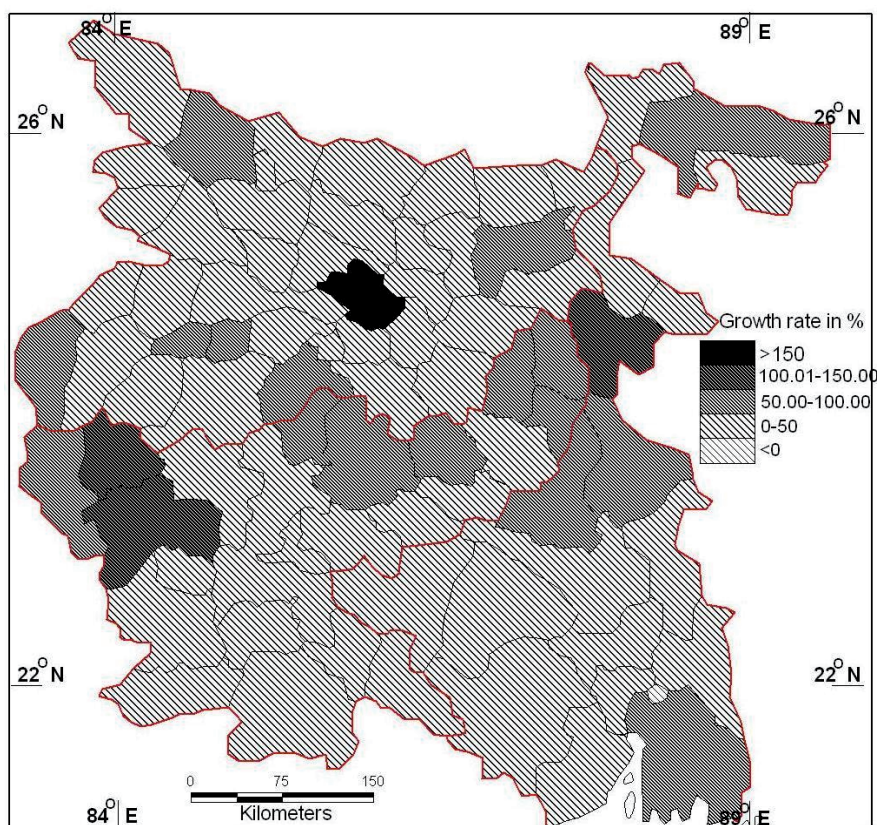 84° E
89° E
26° N
26° N
Growth rate in %
>150
100.01-150.00
50.00-100.00
0-50
<0
22° N
22° N
0 75 150
Kilometers
84° E
89° E